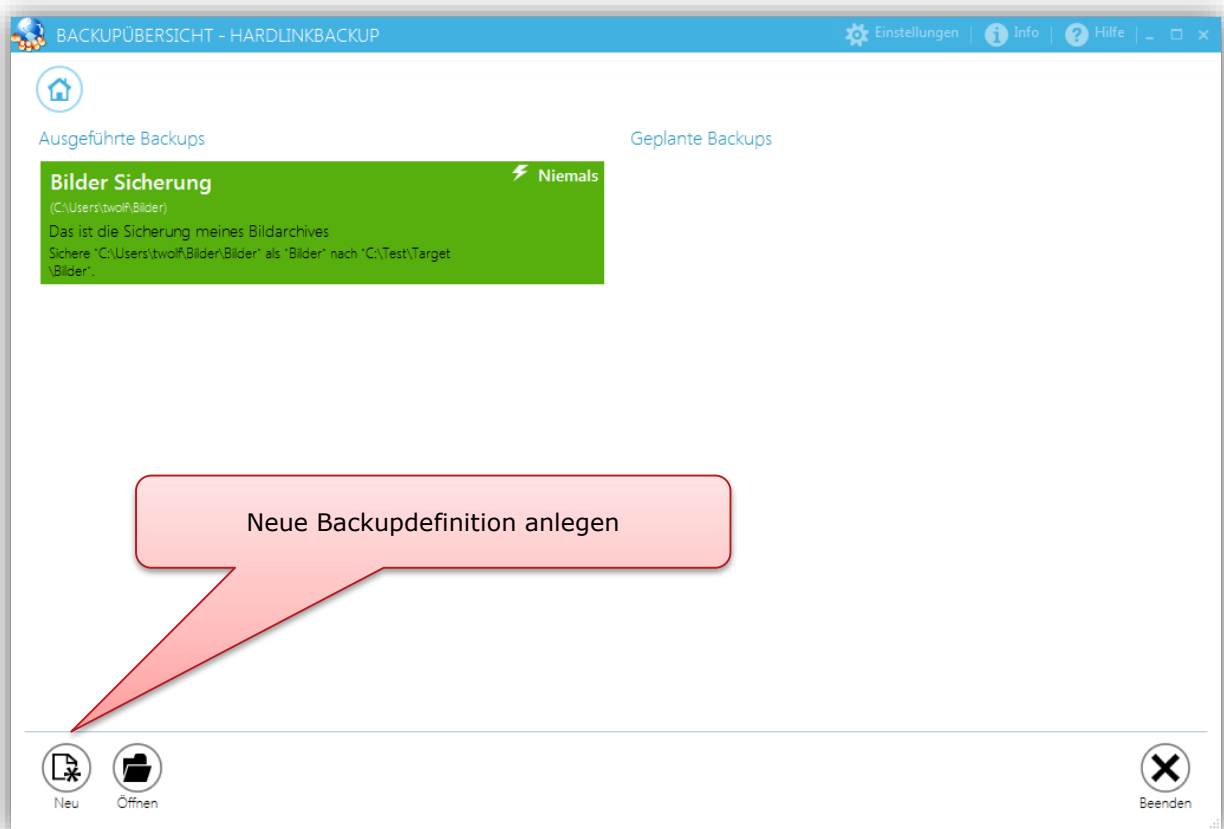 BACKUPÜBERSICHT - HARDLINKBACKUP
Einstellungen | Info | Hilfe
Ausgeführte Backups
Geplante Backups
Bilder Sicherung
Niemals
(C:\Users\twolf\Bilder)
Das ist die Sicherung meines Bildarchives
Sichere "C:\Users\twolf\Bilder\Bilder" als "Bilder" nach "C:\Test\Target
\Bilder".
Neue Backupdefinition anlegen
Neu
Öffnen
Beenden